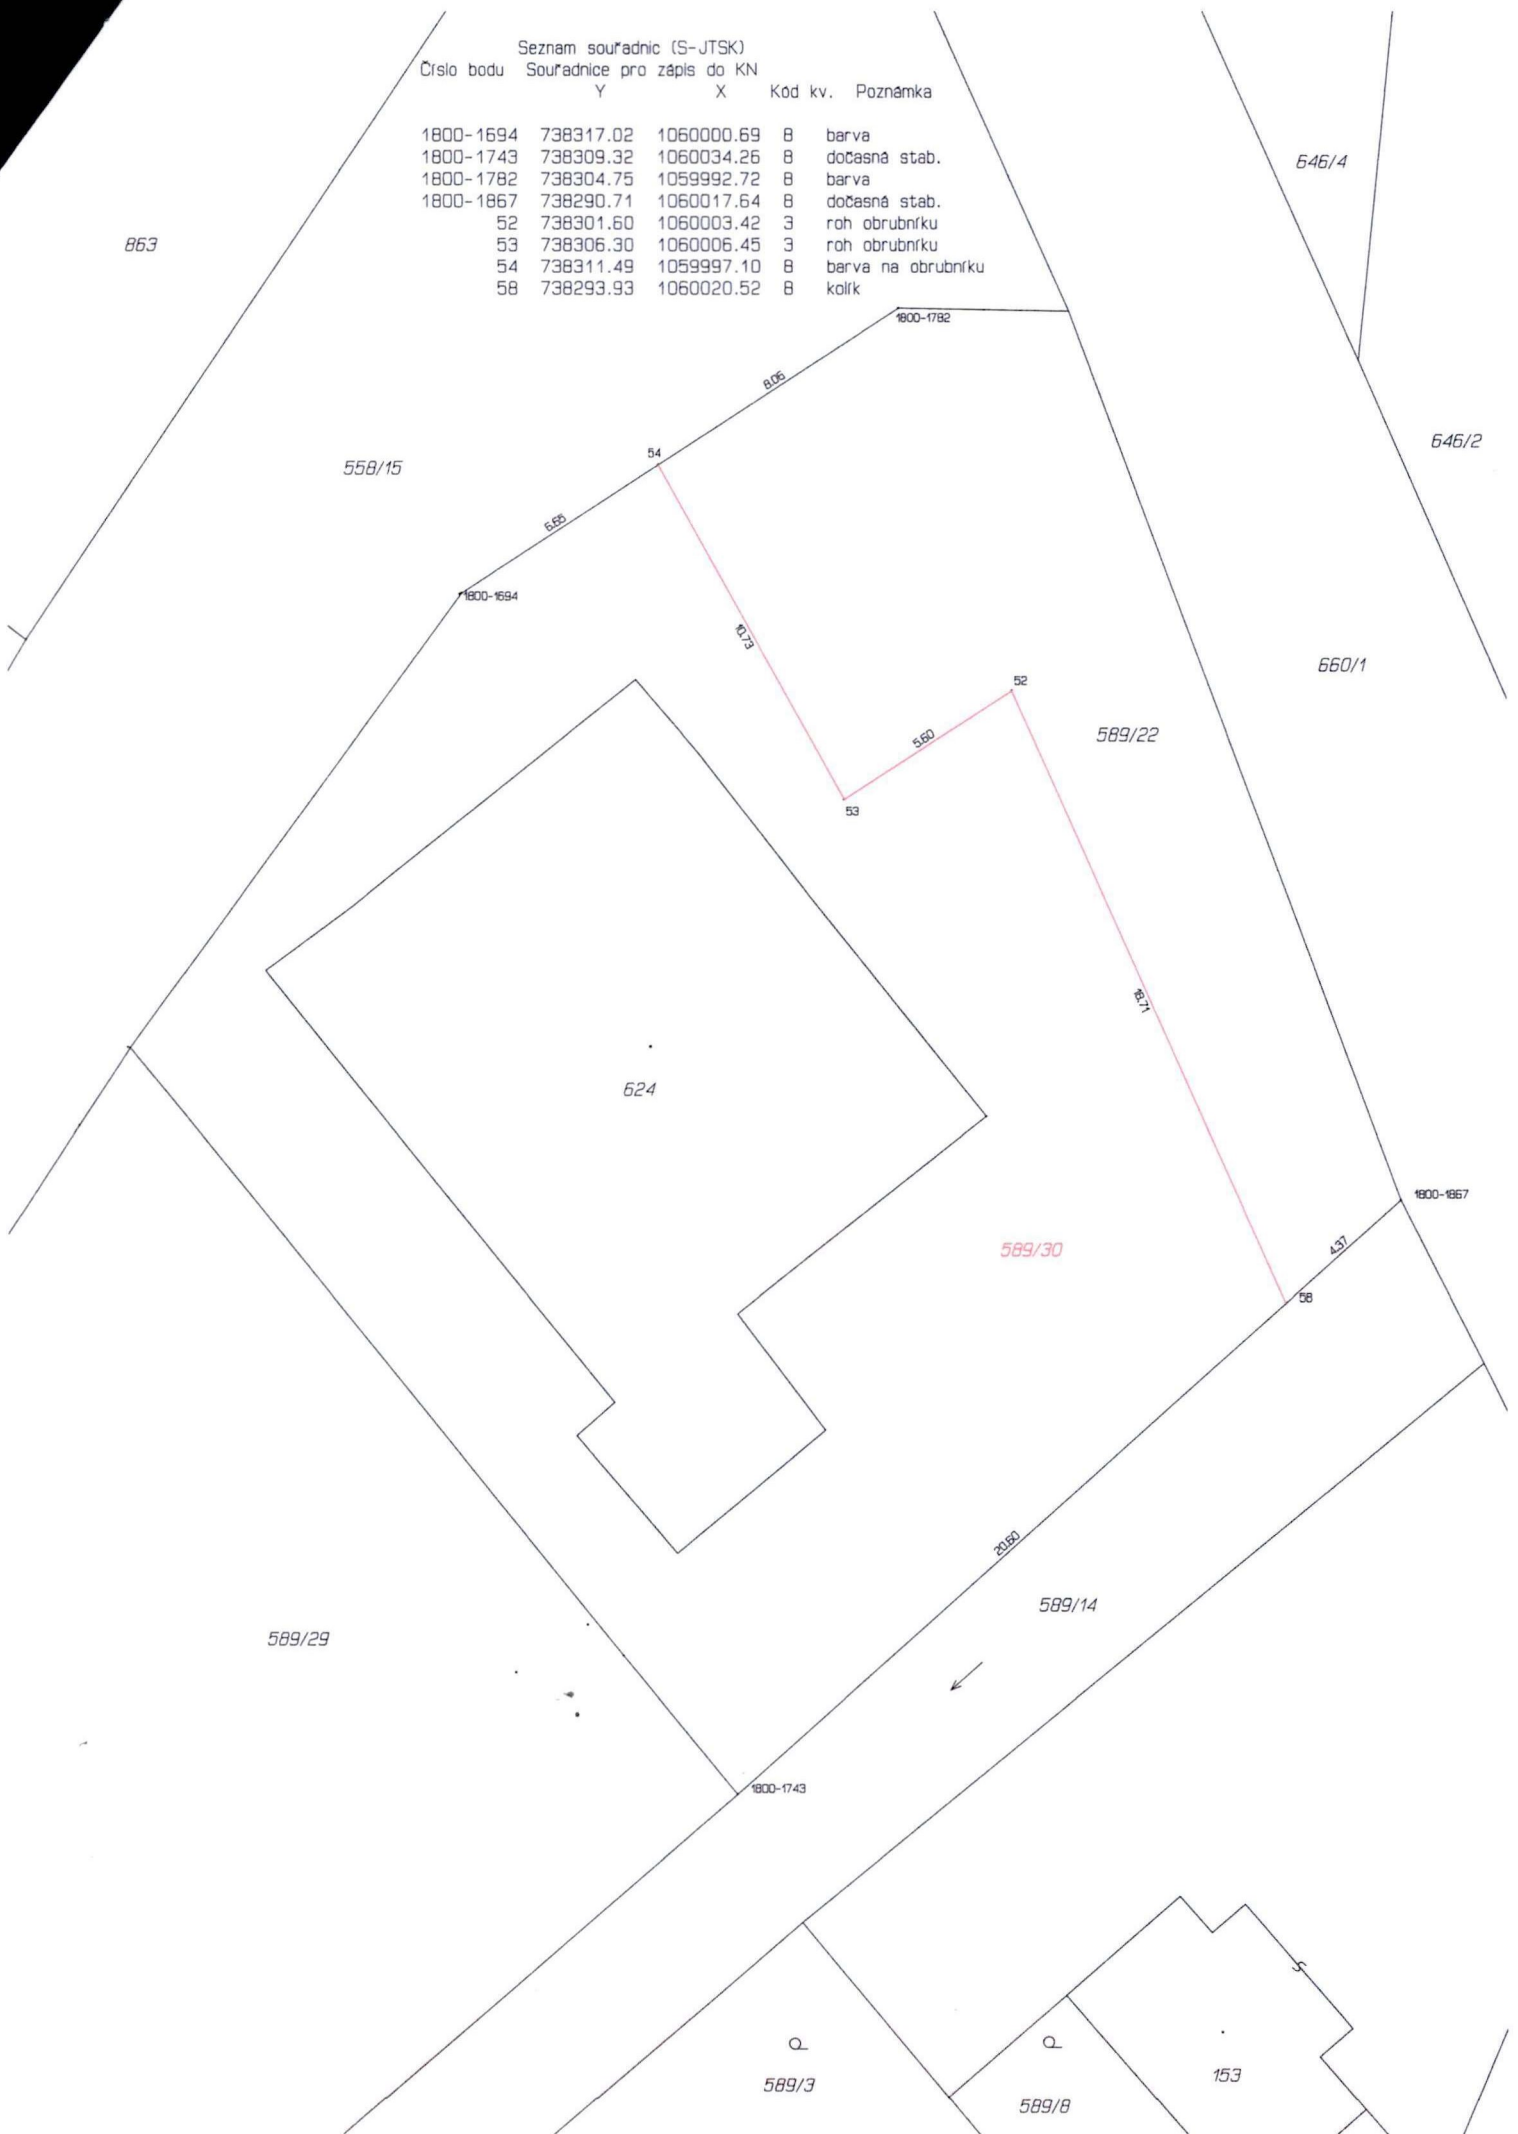 Seznam souřadnic (S-JTSK)
Číslo bodu Souřadnice pro zápis do KN
Y X Kód kv. Poznámka
1800-1694 738317.02 1060000.69 8 barva
1800-1743 738309.32 1060034.26 8 dočasná stab.
1800-1782 738304.75 1059992.72 8 barva
1800-1867 738290.71 1060017.64 8 dočasná stab.
52 738301.60 1060003.42 3 roh obrubníku
53 738306.30 1060006.45 3 roh obrubníku
54 738311.49 1059997.10 8 barva na obrubníku
58 738293.93 1060020.52 8 kolík
646/4
863
1800-1782
8.06
646/2
54
558/15
6.65
1800-1694
10.73
660/1
52
589/22
5.60
53
18.71
624
1800-1867
4.37
589/30
58
20.60
589/14
589/29
1800-1743
589/3
153
589/8